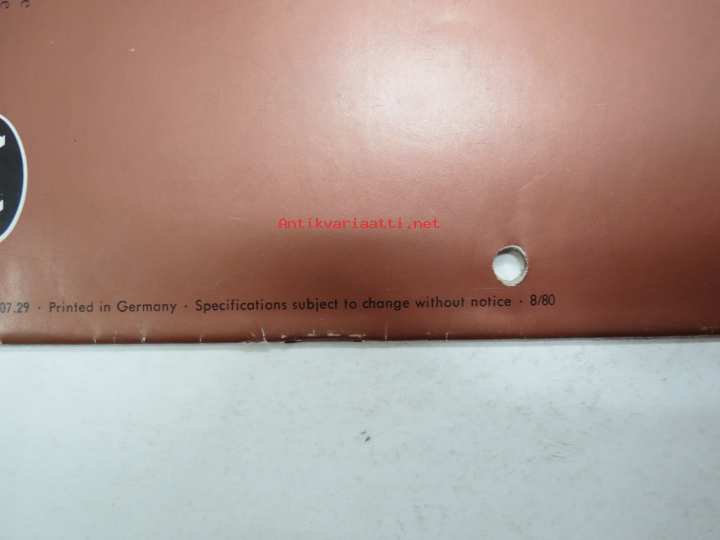 Antikvariaatti.net
07.29 · Printed in Germany · Specifications subject to change without notice · 8/80